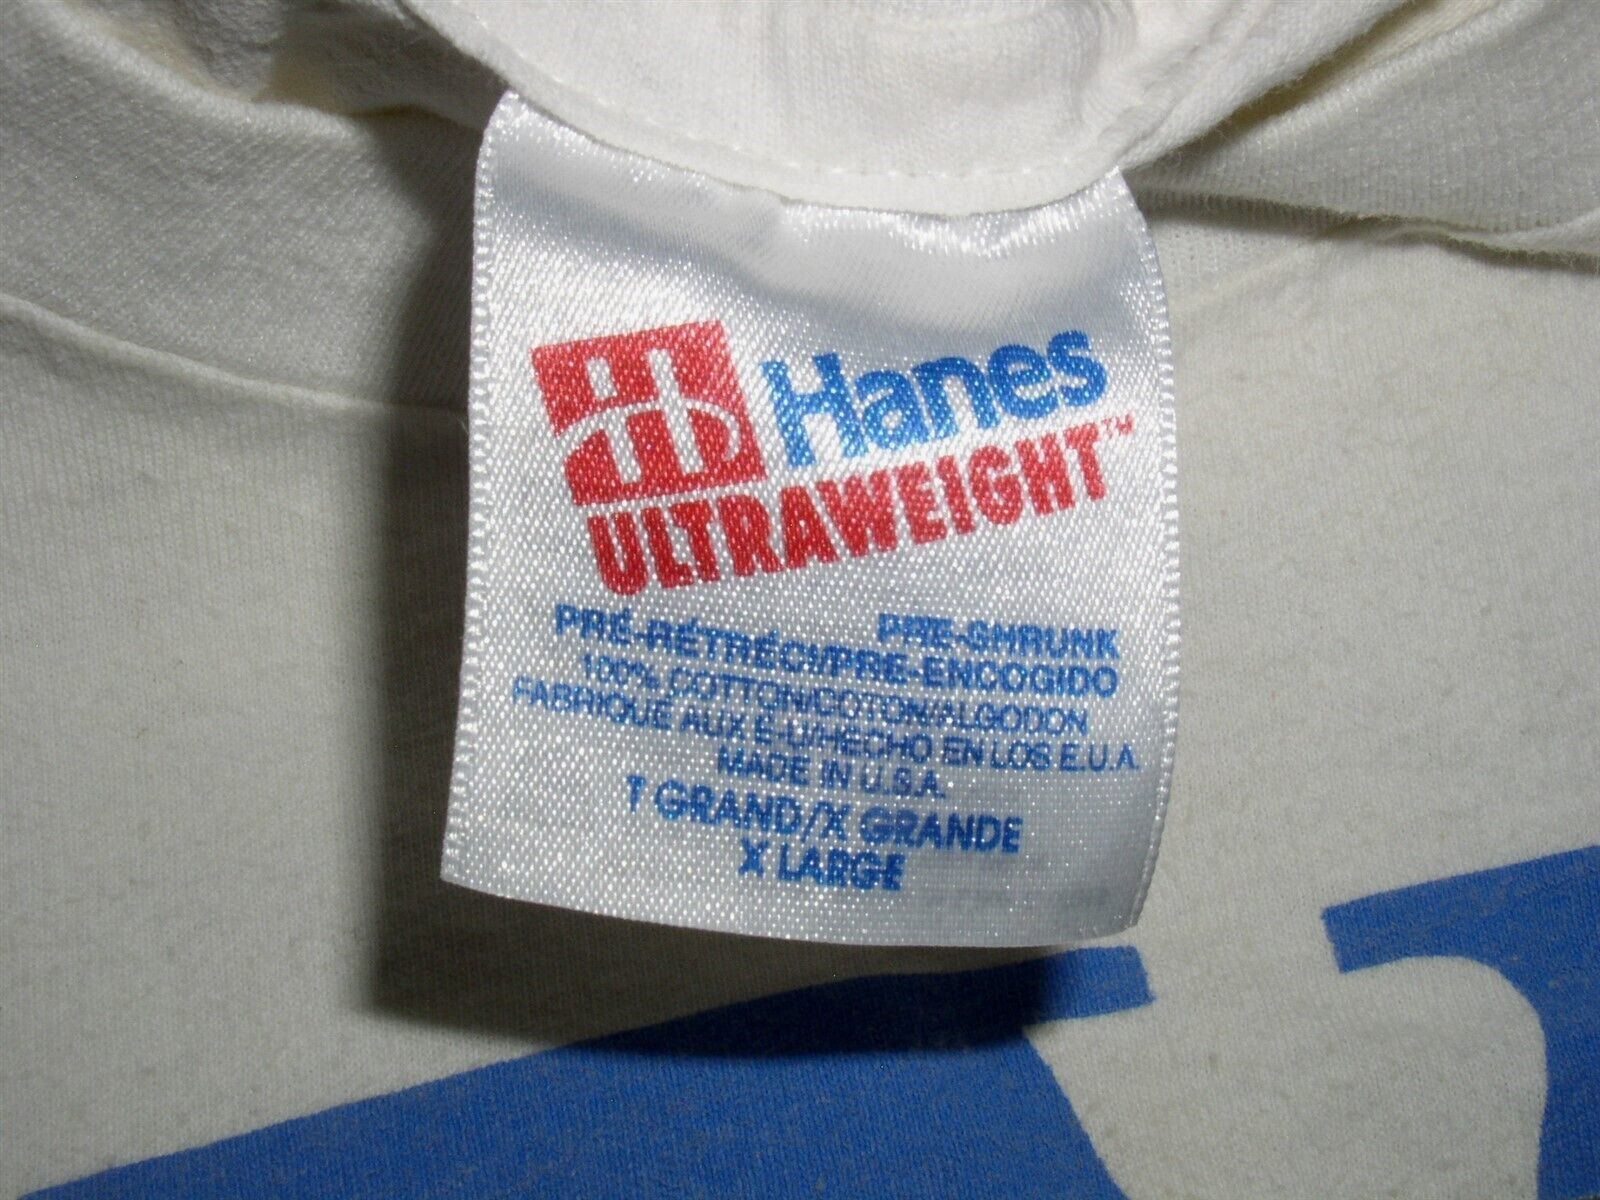 Hanes
ULTRAWEIGHT™
PRE-SHRUNK
PRÉ-RÉTRÉCI/PRE-ENCOGIDO
100% COTTON/COTON/ALGODON
FABRIQUÉ AUX É-U/HECHO EN LOS E.U.A.
MADE IN U.S.A.
T GRAND/X GRANDE
X LARGE